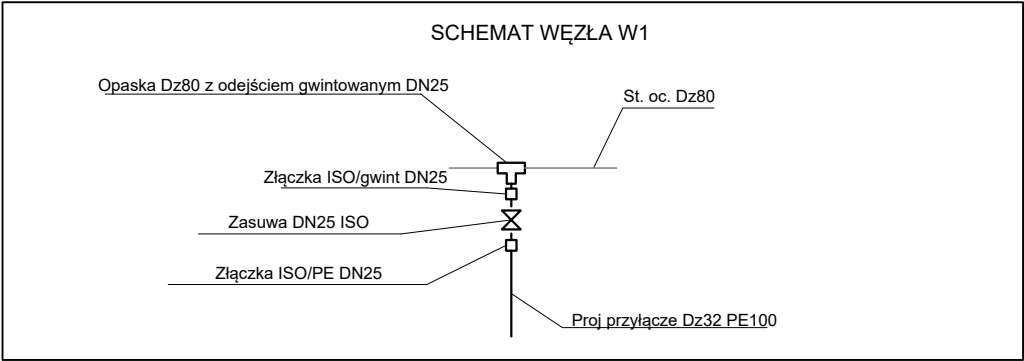 SCHEMAT WĘZŁA W1
Opaska Dz80 z odejściem gwintowanym DN25
St. oc. Dz80
Złączka ISO/gwint DN25
Zasuwa DN25 ISO
Złączka ISO/PE DN25
Proj przyłącze Dz32 PE100